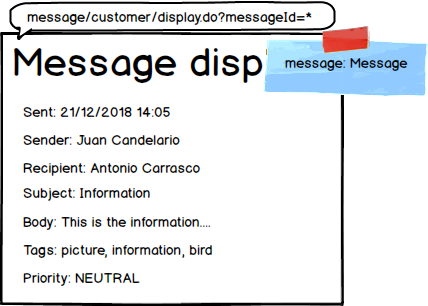 message/customer/display.do?messageId=*
Message disp
message: Message
Sent: 21/12/2018 14:05
Sender: Juan Candelario
Recipient: Antonio Carrasco
Subject: Information
Body: This is the information....
Tags: picture, information, bird
Priority: NEUTRAL